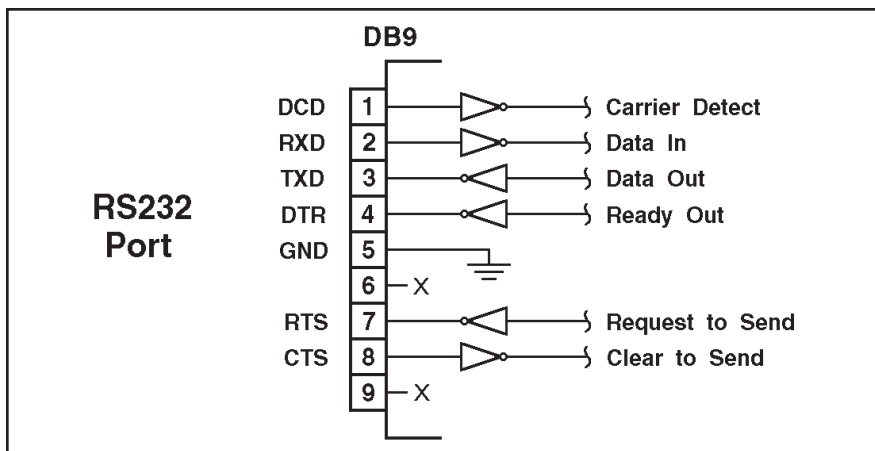 DB9
RS232
Port
DCD 1 Carrier Detect
RXD 2 Data In
TXD 3 Data Out
DTR 4 Ready Out
GND 5
6 X
RTS 7 Request to Send
CTS 8 Clear to Send
9 X